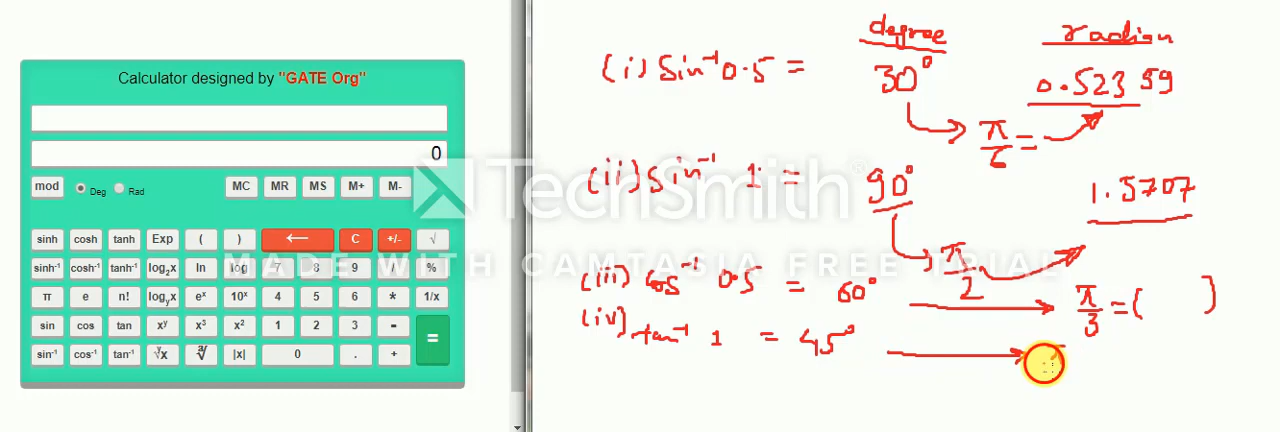 Calculator designed by "GATE Org"
0
mod Deg Rad MC MR MS M+ M-
sinh cosh tanh Exp ( ) ← C +/- √
sinh⁻¹ cosh⁻¹ tanh⁻¹ log₂x ln log 7 8 9 / %
π e n! logᵧx eˣ 10ˣ 4 5 6 * 1/x
sin cos tan xʸ x³ x² 1 2 3 - =
sin⁻¹ cos⁻¹ tan⁻¹ ʸ√x ∛ |x| 0 . +
degree radian
(i) sin⁻¹ 0.5 = 30° 0.52359
π/6 =
(ii) sin⁻¹ 1 = 90° 1.5707
π/2
(iii) cos⁻¹ 0.5 = 60° π/3 = ( )
(iv) tan⁻¹ 1 = 45°
TechSmith®
MADE WITH CAMTASIA FREE TRIAL